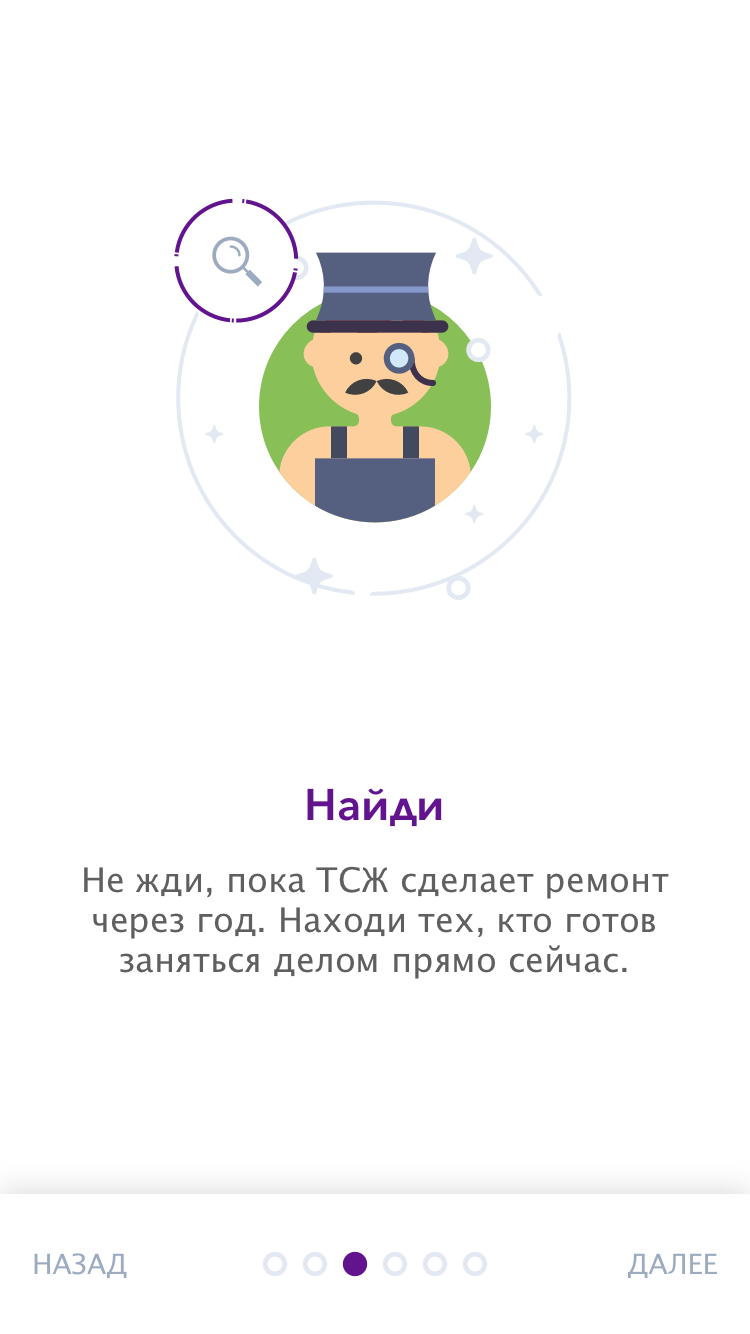 Найди
Не жди, пока ТСЖ сделает ремонт
через год. Находи тех, кто готов
заняться делом прямо сейчас.
НАЗАД
ДАЛЕЕ